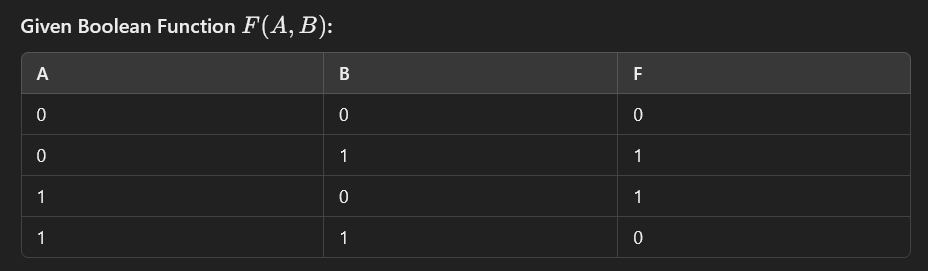 Given Boolean Function F(A, B):
A B F
0 0 0
0 1 1
1 0 1
1 1 0